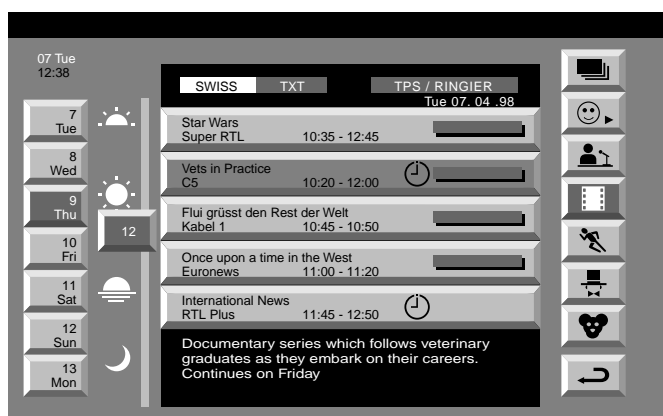 07 Tue
12:38
SWISS TXT TPS / RINGIER
Tue 07. 04 .98
7
Tue
8
Wed
9
Thu
10
Fri
11
Sat
12
Sun
13
Mon
12
Star Wars
Super RTL 10:35 - 12:45
Vets in Practice
C5 10:20 - 12:00
Flui grüsst den Rest der Welt
Kabel 1 10:45 - 10:50
Once upon a time in the West
Euronews 11:00 - 11:20
International News
RTL Plus 11:45 - 12:50
Documentary series which follows veterinary
graduates as they embark on their careers.
Continues on Friday